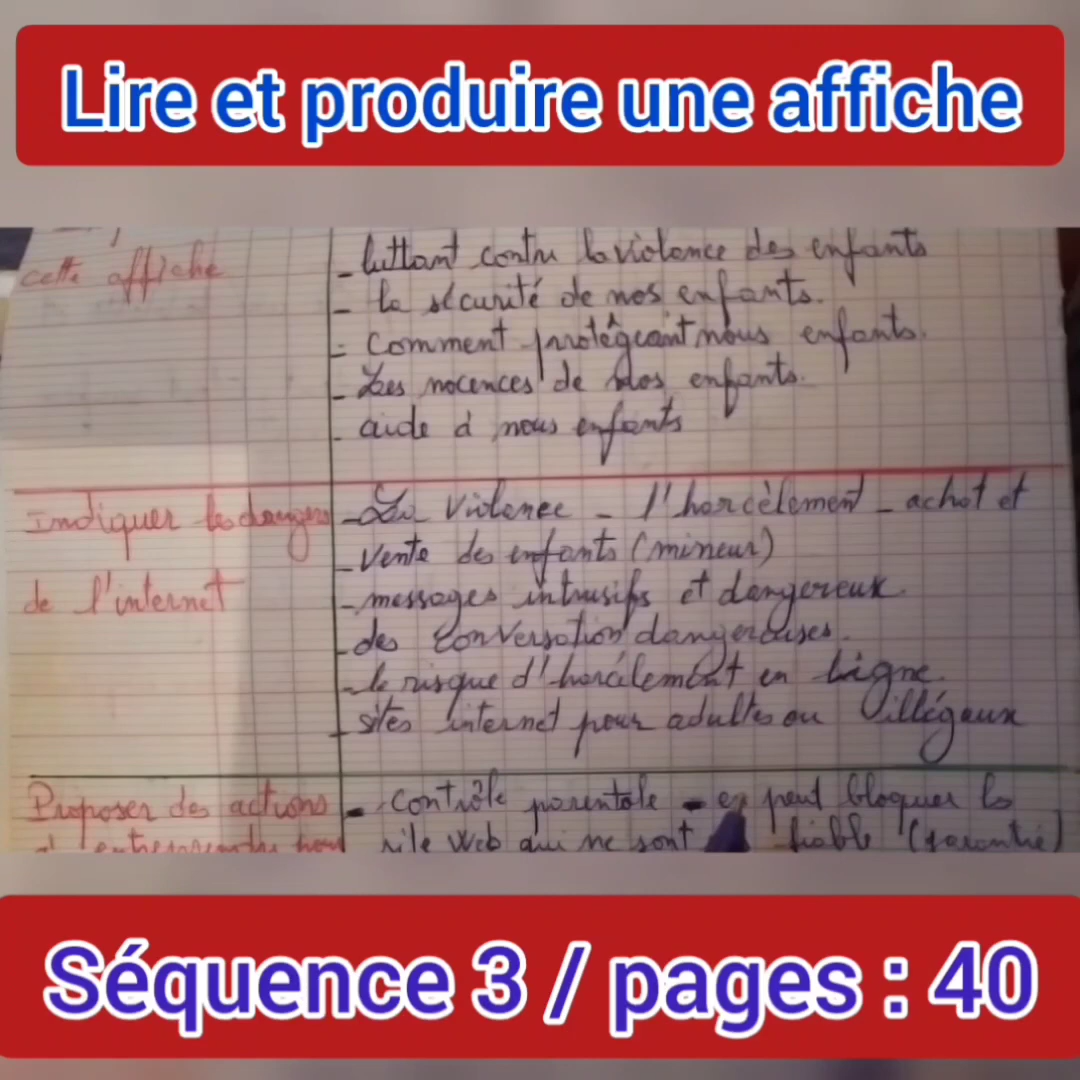 Lire et produire une affiche
cette affiche
- luttant contre la violence des enfants
- la sécurité de nos enfants.
- comment protégeant nous enfants.
- Les nocences de nos enfants.
- aide à nous enfants
Indiquer les dangers
de l'internet
- La violence - l'harcèlement - achat et
- vente des enfants (mineur)
- messages intrusifs et dangereux.
- des conversation dangereuses.
- le risque d'harcèlement en ligne.
- sites internet pour adultes ou illégaux
Proposer des actions
à entreprendre pour
- contrôle parentale - peut bloquer les
site web qui ne sont fiable (garantie)
Séquence 3 / pages : 40